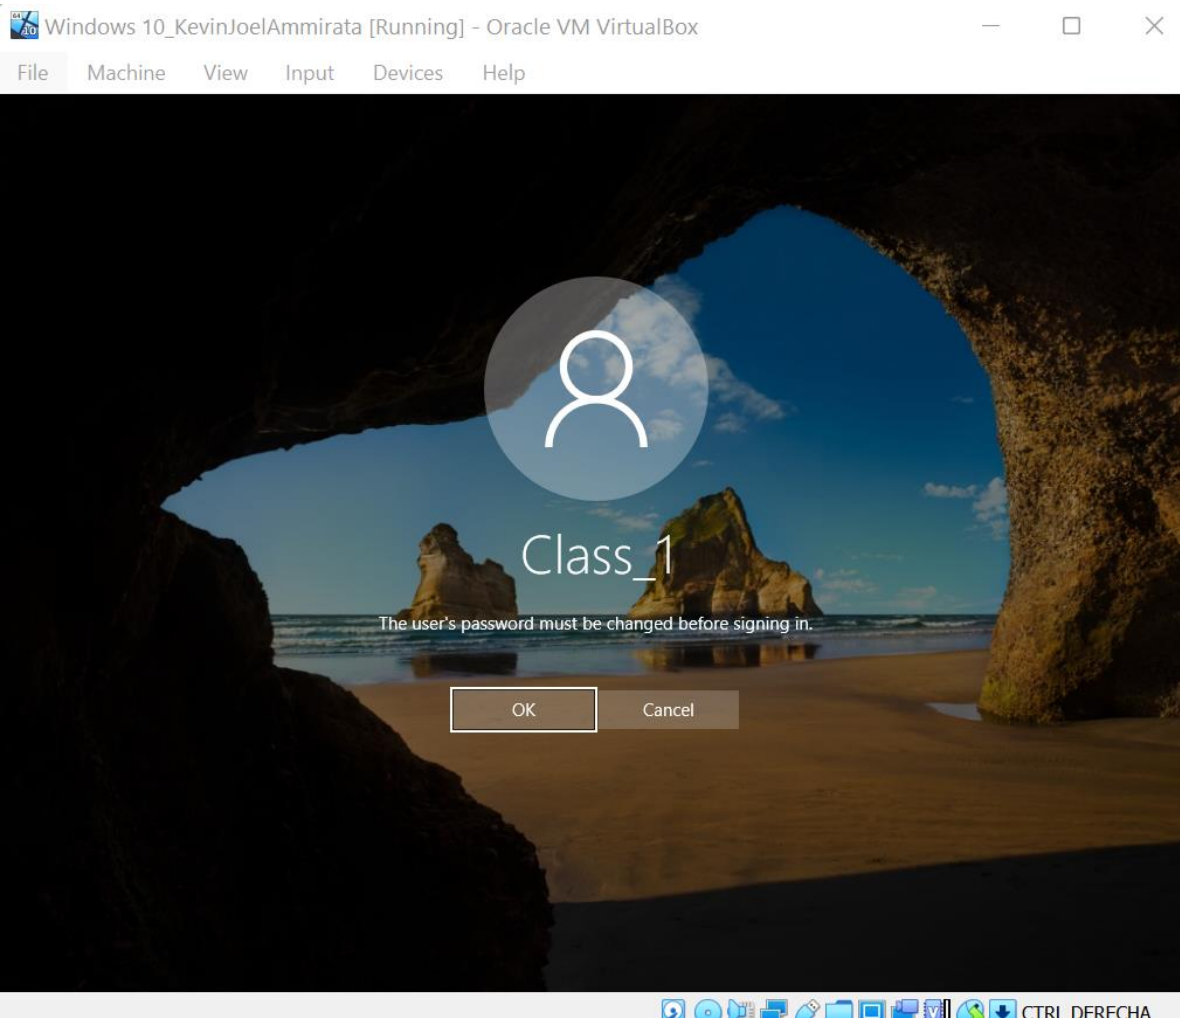 Windows 10_KevinJoelAmmirata [Running] - Oracle VM VirtualBox
File Machine View Input Devices Help
Class_1
The user's password must be changed before signing in.
OK Cancel
CTRL DERECHA